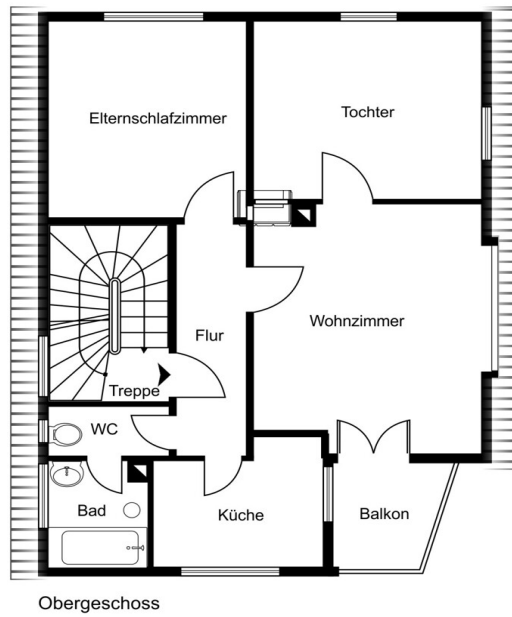 Elternschlafzimmer
Tochter
Flur
Wohnzimmer
Treppe
WC
Bad
Küche
Balkon
Obergeschoss